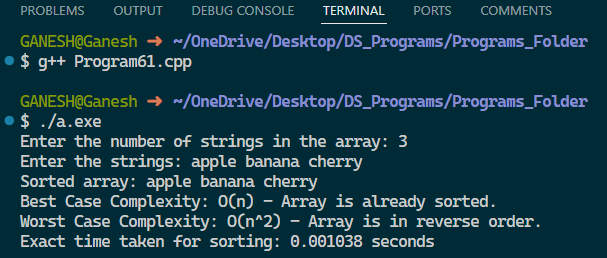 PROBLEMS OUTPUT DEBUG CONSOLE TERMINAL PORTS COMMENTS
GANESH@Ganesh ➜ ~/OneDrive/Desktop/DS_Programs/Programs_Folder
$ g++ Program61.cpp
GANESH@Ganesh ➜ ~/OneDrive/Desktop/DS_Programs/Programs_Folder
$ ./a.exe
Enter the number of strings in the array: 3
Enter the strings: apple banana cherry
Sorted array: apple banana cherry
Best Case Complexity: O(n) - Array is already sorted.
Worst Case Complexity: O(n^2) - Array is in reverse order.
Exact time taken for sorting: 0.001038 seconds